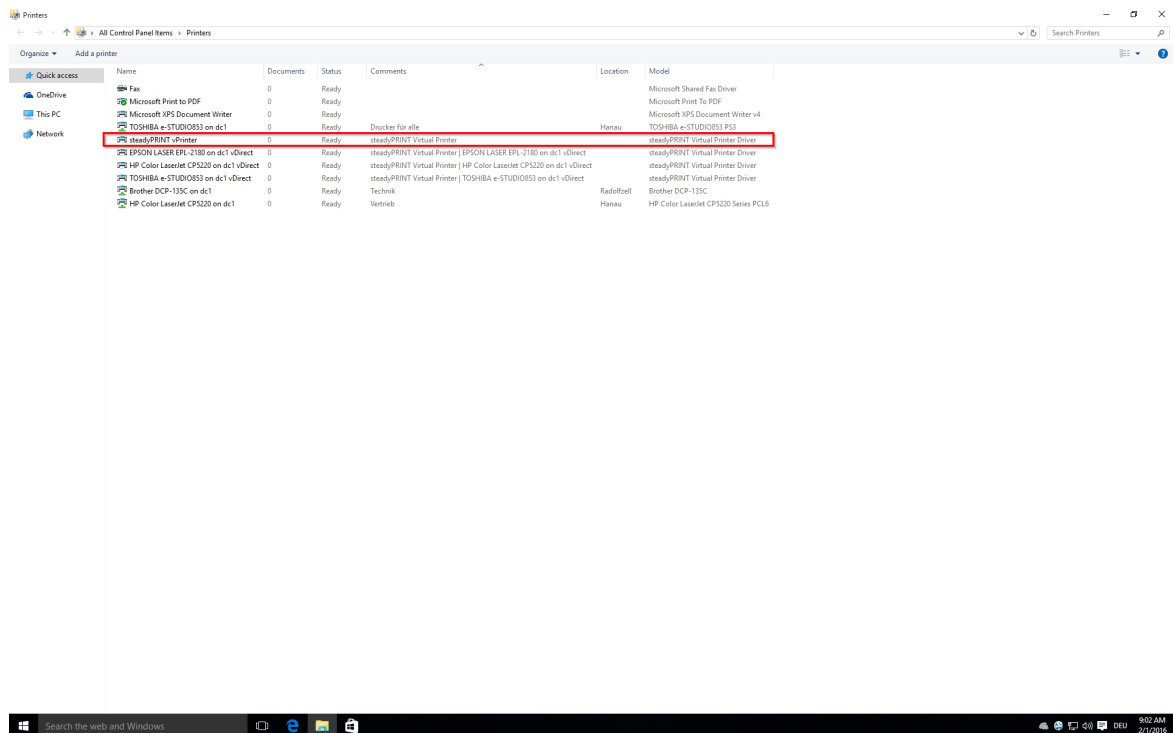 Printers
All Control Panel Items > Printers Search Printers
Organize Add a printer
Quick access
OneDrive
This PC
Network
Name Documents Status Comments Location Model
Fax 0 Ready Microsoft Shared Fax Driver
Microsoft Print to PDF 0 Ready Microsoft Print To PDF
Microsoft XPS Document Writer 0 Ready Microsoft XPS Document Writer v4
TOSHIBA e-STUDIO853 on dc1 0 Ready Drucker für alle Hanau TOSHIBA e-STUDIO853 PS3
steadyPRINT vPrinter 0 Ready steadyPRINT Virtual Printer steadyPRINT Virtual Printer Driver
EPSON LASER EPL-2180 on dc1 vDirect 0 Ready steadyPRINT Virtual Printer | EPSON LASER EPL-2180 on dc1 vDirect steadyPRINT Virtual Printer Driver
HP Color LaserJet CP5220 on dc1 vDirect 0 Ready steadyPRINT Virtual Printer | HP Color LaserJet CP5220 on dc1 vDirect steadyPRINT Virtual Printer Driver
TOSHIBA e-STUDIO853 on dc1 vDirect 0 Ready steadyPRINT Virtual Printer | TOSHIBA e-STUDIO853 on dc1 vDirect steadyPRINT Virtual Printer Driver
Brother DCP-135C on dc1 0 Ready Technik Radolfzell Brother DCP-135C
HP Color LaserJet CP5220 on dc1 0 Ready Vertrieb Hanau HP Color LaserJet CP5220 Series PCL6
Search the web and Windows DEU 9:02 AM
2/1/2016